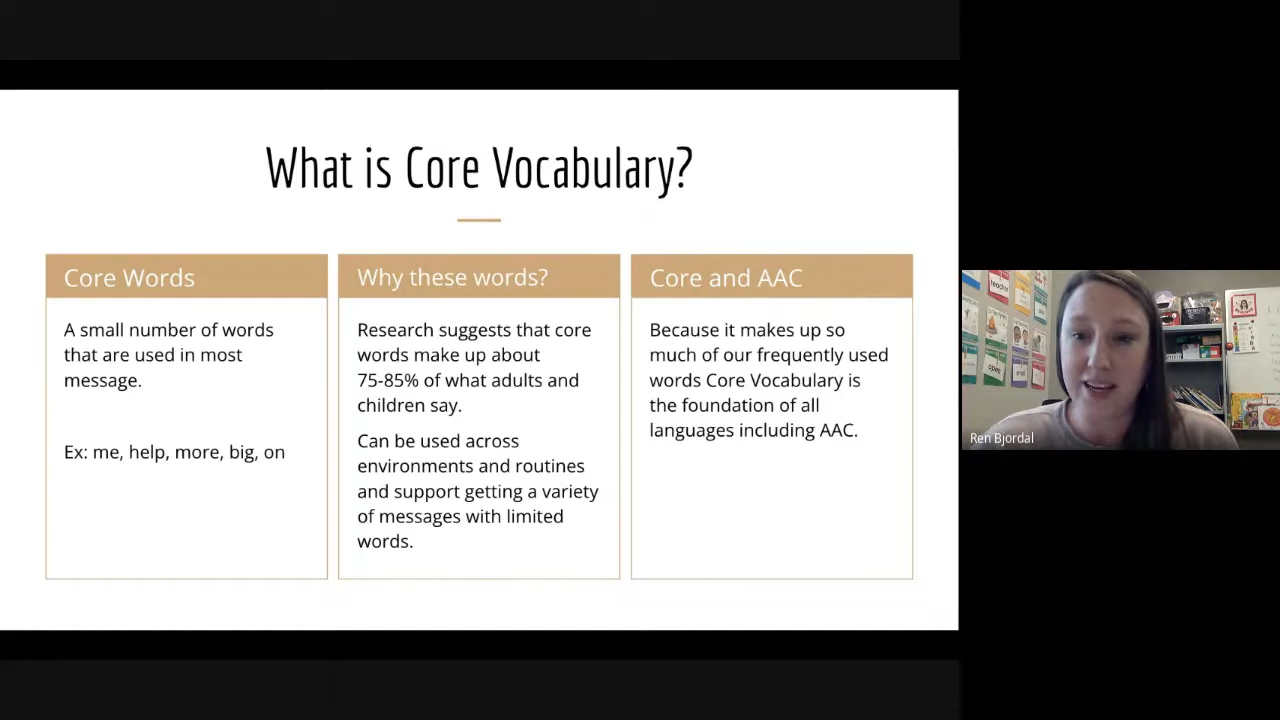 What is Core Vocabulary?
Core Words
A small number of words
that are used in most
message.
Ex: me, help, more, big, on
Why these words?
Research suggests that core
words make up about
75-85% of what adults and
children say.
Can be used across
environments and routines
and support getting a variety
of messages with limited
words.
Core and AAC
Because it makes up so
much of our frequently used
words Core Vocabulary is
the foundation of all
languages including AAC.
teacher
open
Ren Bjordal